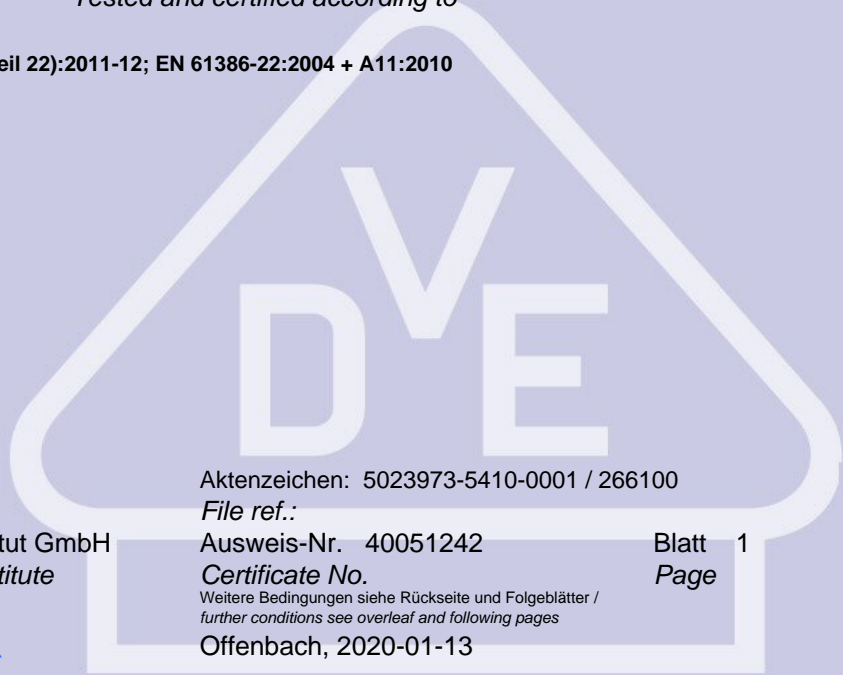 Tested and certified according to
eil 22):2011-12; EN 61386-22:2004 + A11:2010
VDE
Aktenzeichen: 5023973-5410-0001 / 266100
File ref.:
tut GmbH Ausweis-Nr. 40051242 Blatt 1
titute Certificate No. Page
Weitere Bedingungen siehe Rückseite und Folgeblätter /
further conditions see overleaf and following pages
Offenbach, 2020-01-13